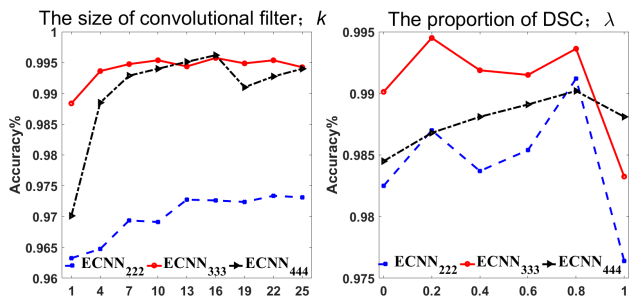 The size of convolutional filter; k
Accuracy%
1
0.995
0.99
0.985
0.98
0.975
0.97
0.965
0.96
ECNN222 ECNN333 ECNN444
1 4 7 10 13 16 19 22 25
The proportion of DSC; λ
Accuracy%
0.995
0.99
0.985
0.98
0.975
ECNN222 ECNN333 ECNN444
0 0.2 0.4 0.6 0.8 1